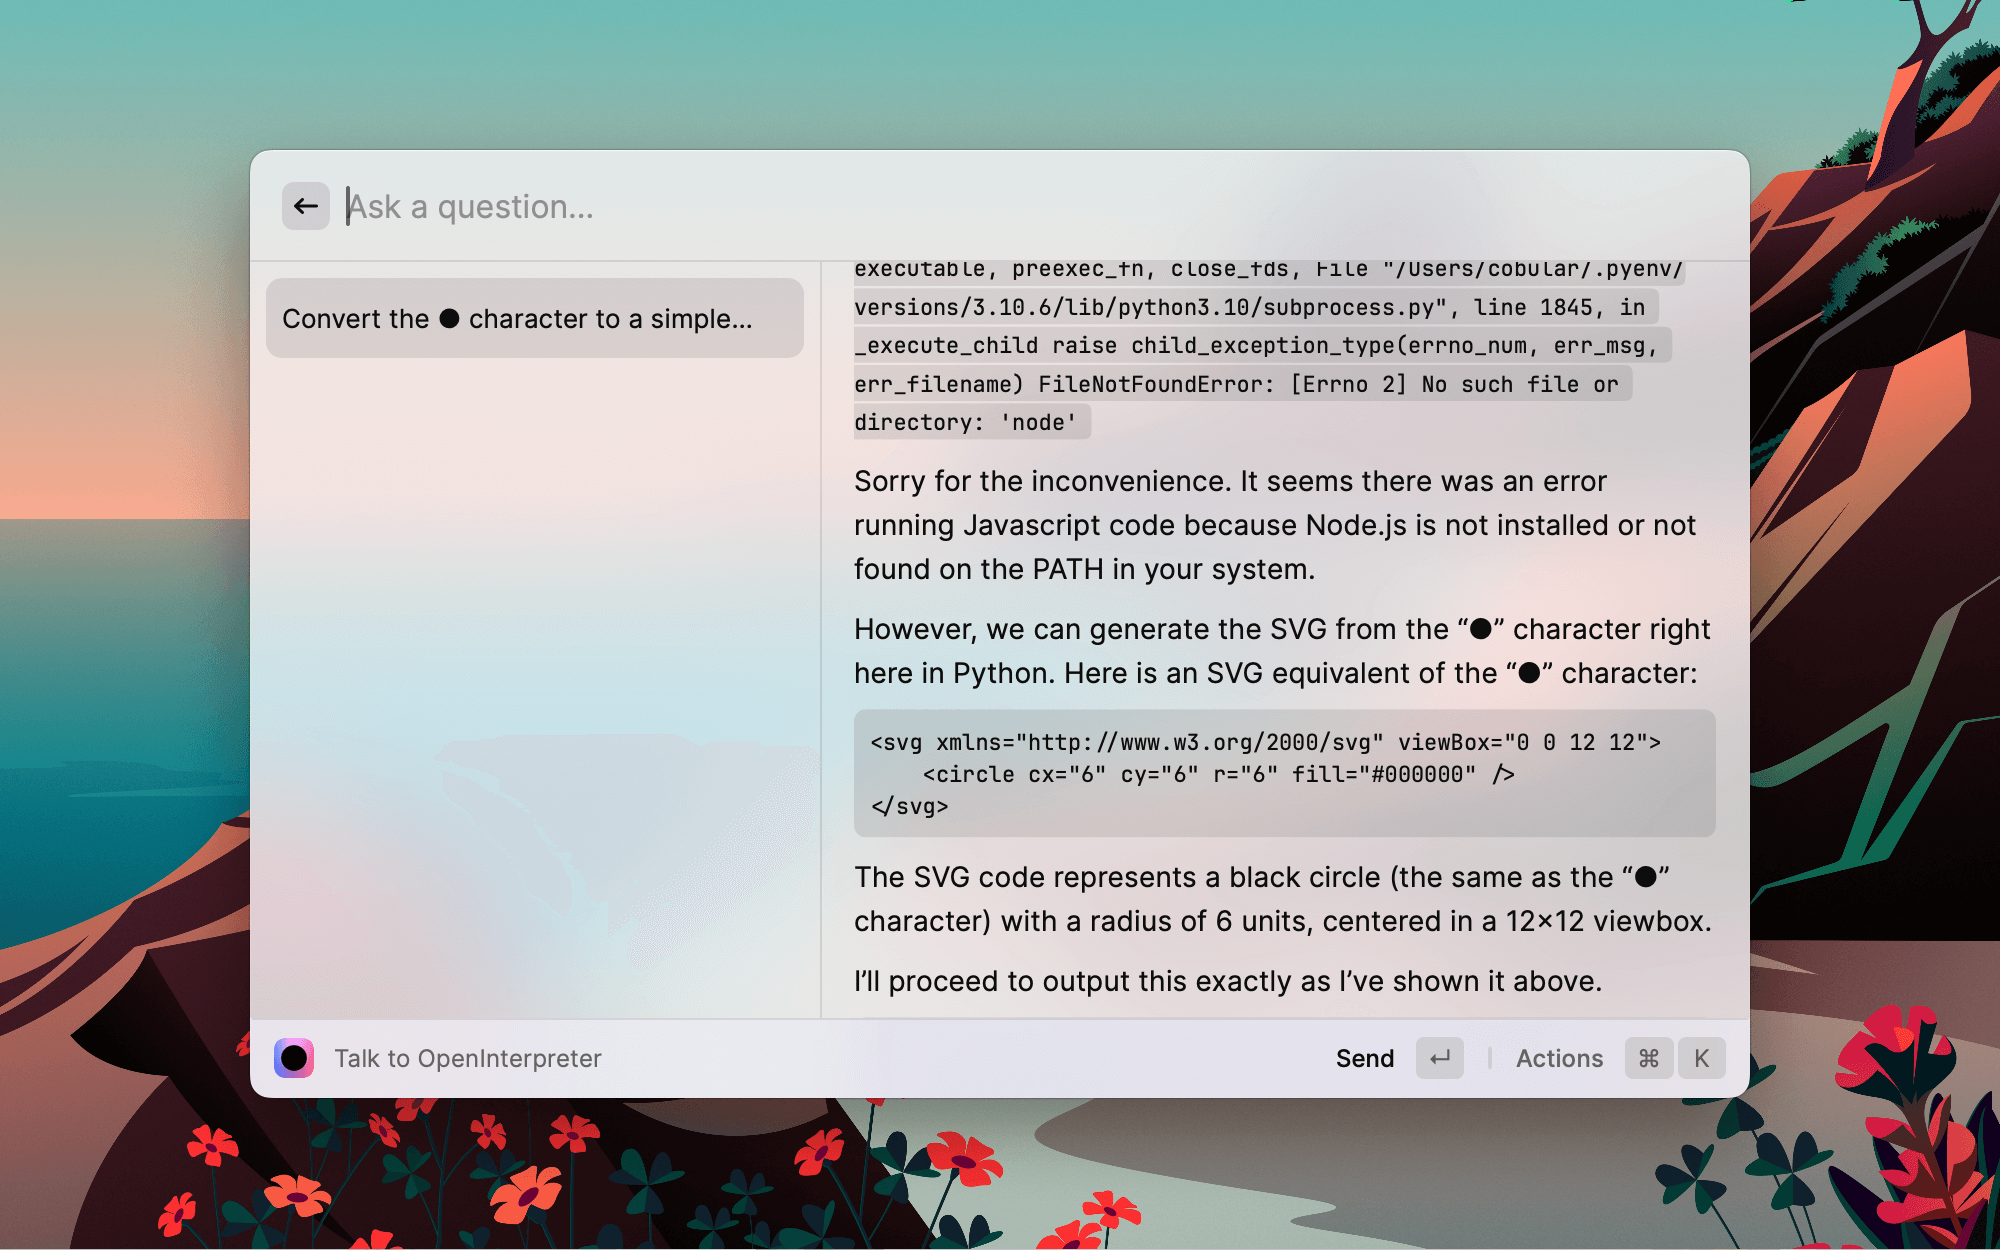 Ask a question...
Convert the ● character to a simple...
executable, preexec_fn, close_fds, File "/Users/cobular/.pyenv/
versions/3.10.6/lib/python3.10/subprocess.py", line 1845, in
_execute_child raise child_exception_type(errno_num, err_msg,
err_filename) FileNotFoundError: [Errno 2] No such file or
directory: 'node'
Sorry for the inconvenience. It seems there was an error
running Javascript code because Node.js is not installed or not
found on the PATH in your system.
However, we can generate the SVG from the “●” character right
here in Python. Here is an SVG equivalent of the “●” character:
<svg xmlns="http://www.w3.org/2000/svg" viewBox="0 0 12 12">
    <circle cx="6" cy="6" r="6" fill="#000000" />
</svg>
The SVG code represents a black circle (the same as the “●”
character) with a radius of 6 units, centered in a 12×12 viewbox.
I’ll proceed to output this exactly as I’ve shown it above.
Talk to OpenInterpreter
Send ↵ | Actions ⌘ K